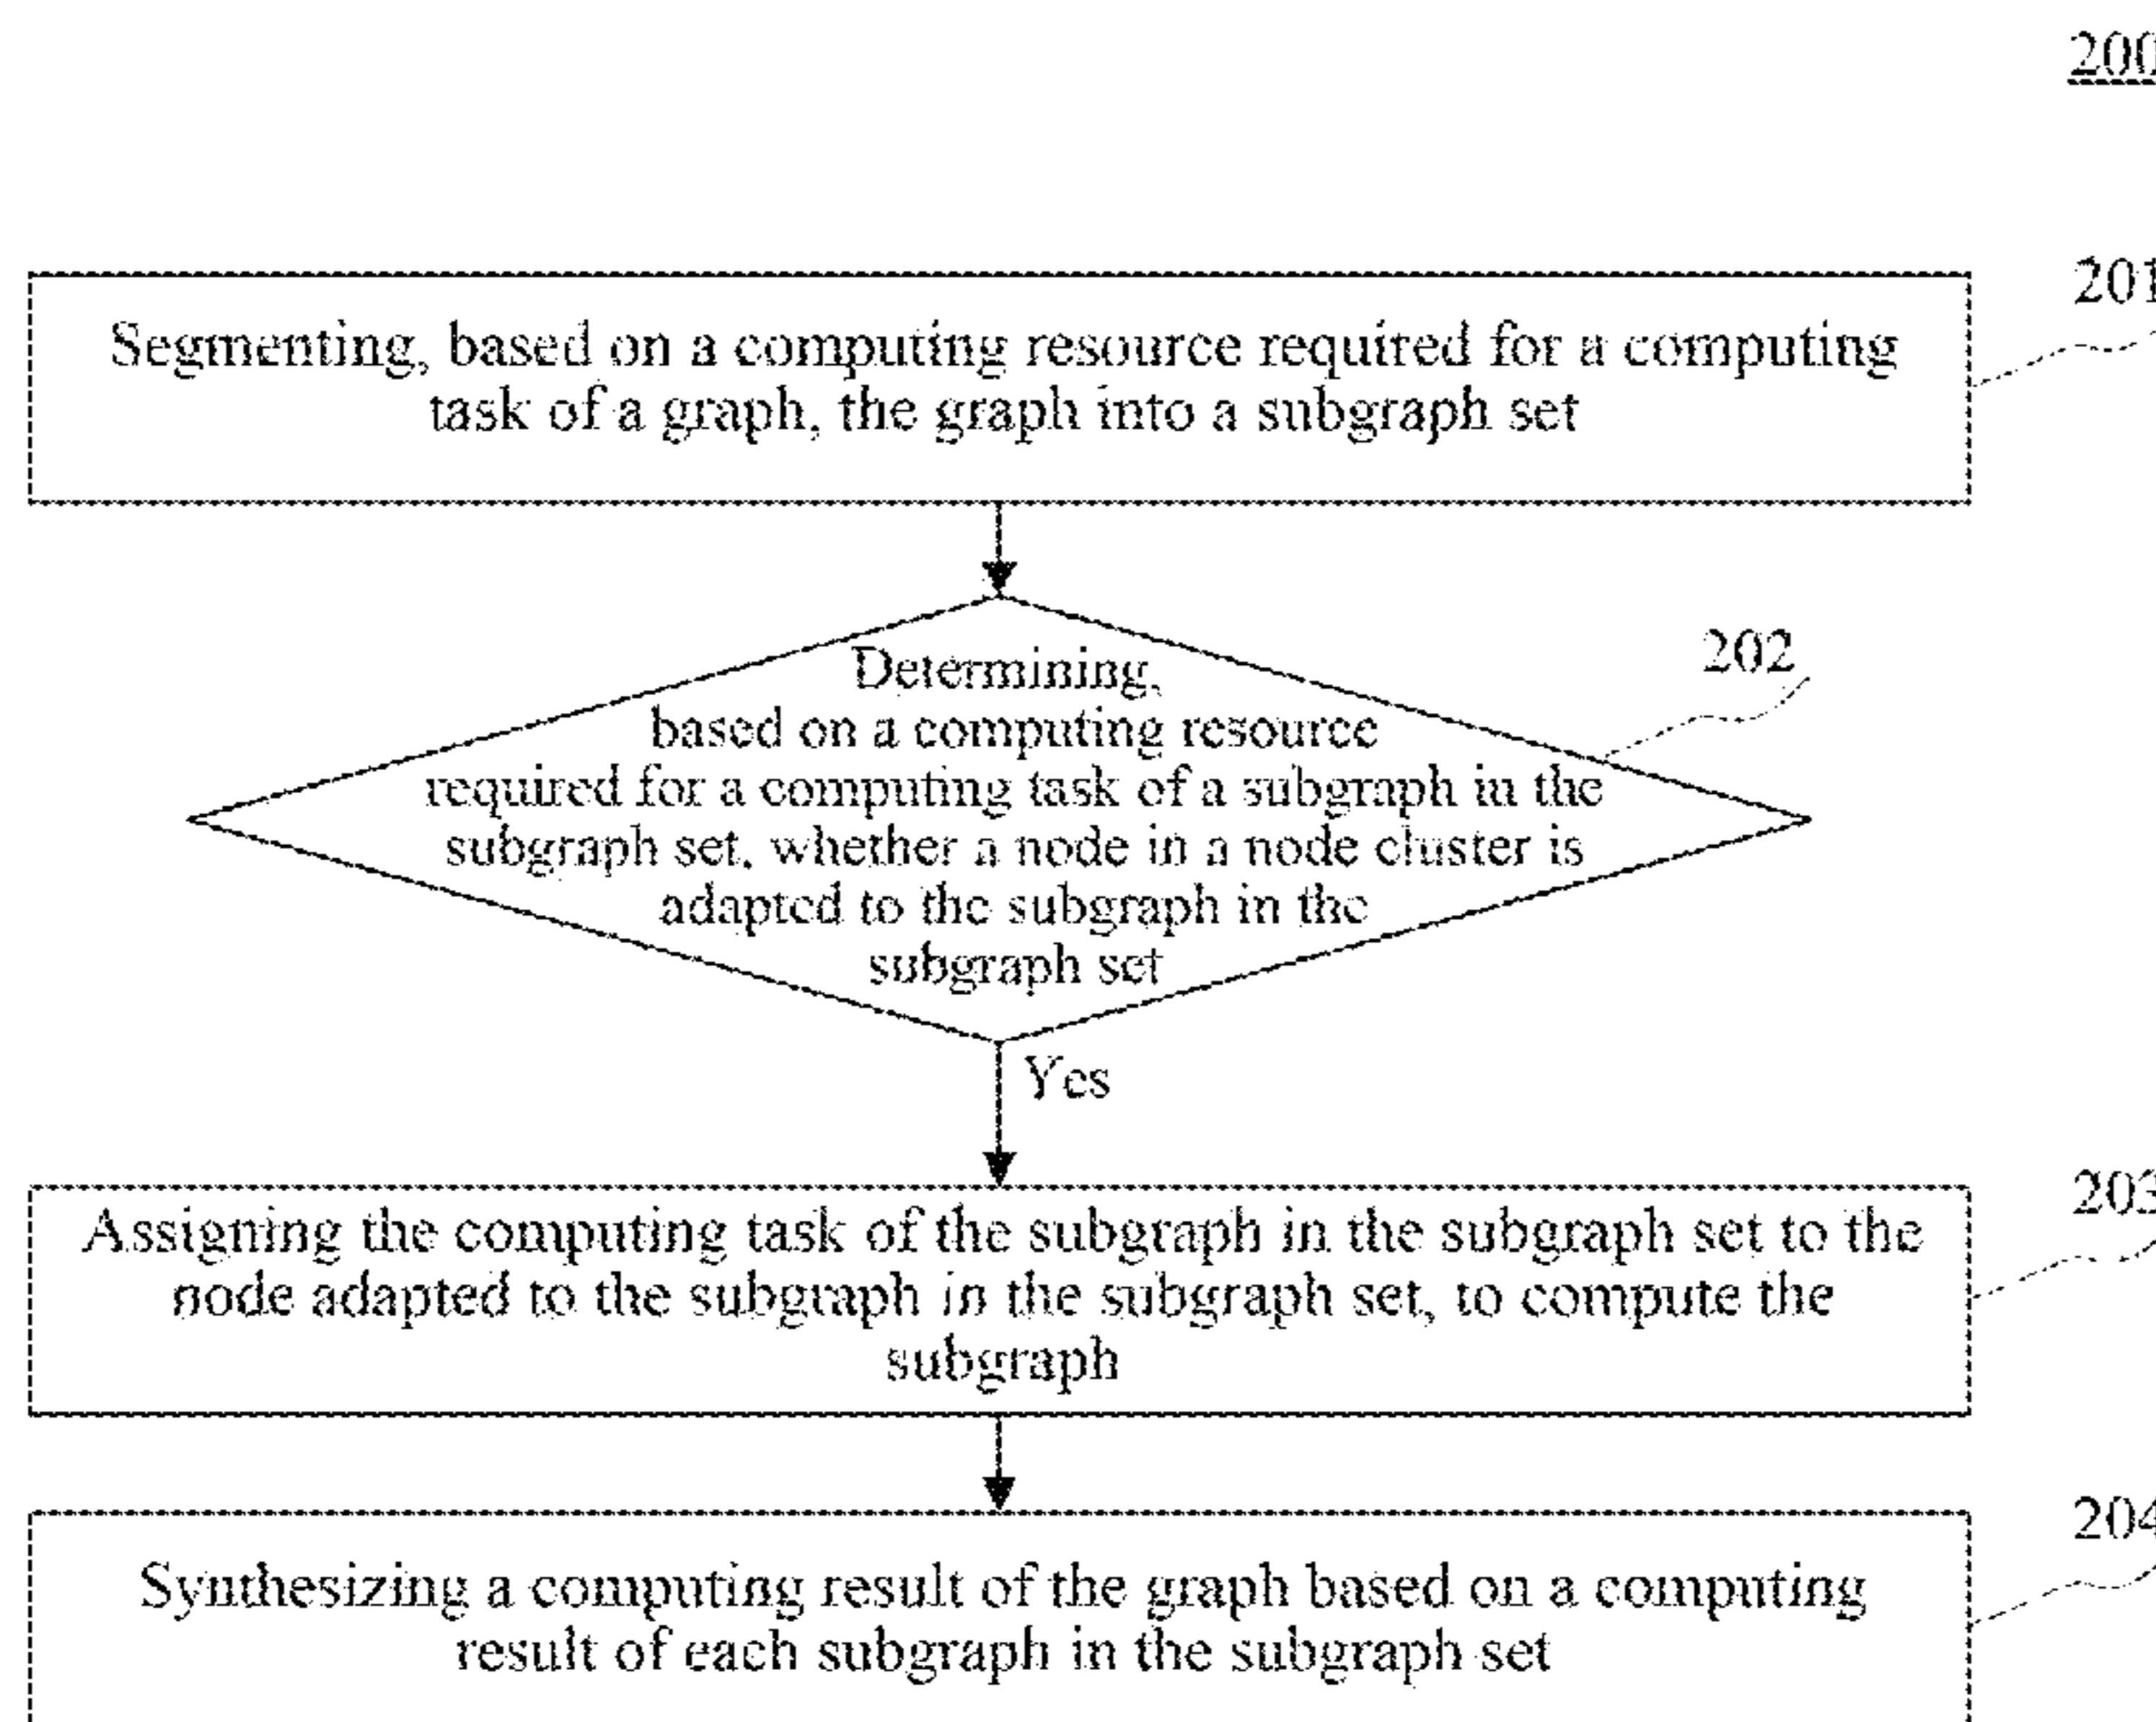 200
201
Segmenting, based on a computing resource required for a computing
task of a graph, the graph into a subgraph set
202
Determining,
based on a computing resource
required for a computing task of a subgraph in the
subgraph set, whether a node in a node cluster is
adapted to the subgraph in the
subgraph set
Yes
203
Assigning the computing task of the subgraph in the subgraph set to the
node adapted to the subgraph in the subgraph set, to compute the
subgraph
204
Synthesizing a computing result of the graph based on a computing
result of each subgraph in the subgraph set